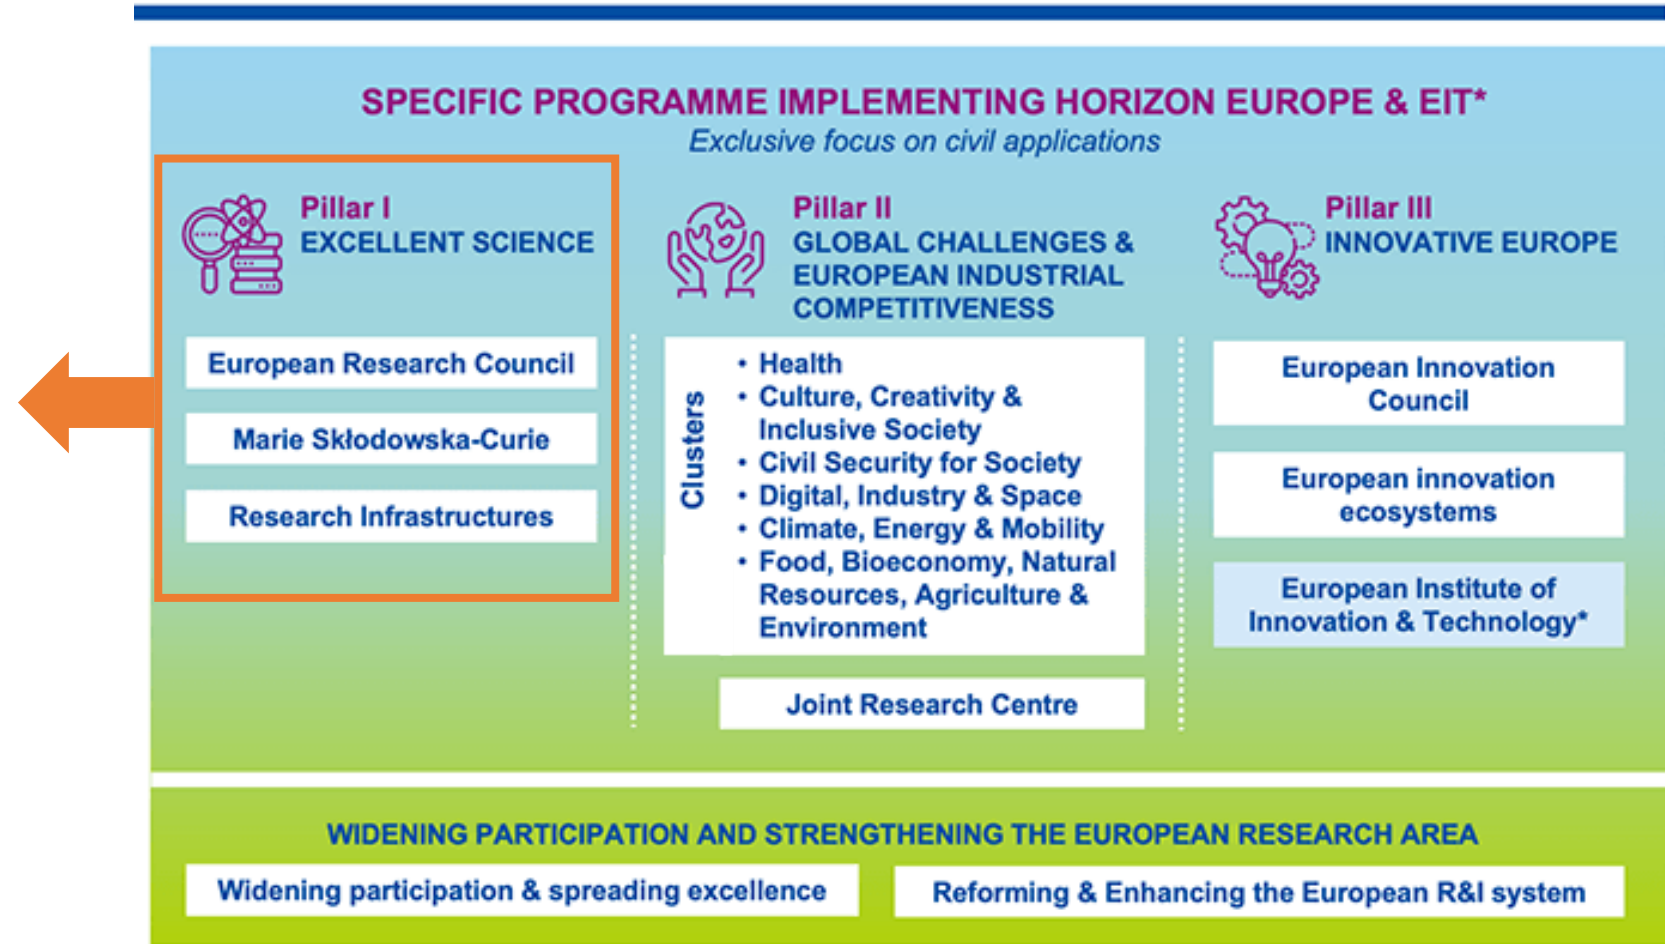 SPECIFIC PROGRAMME IMPLEMENTING HORIZON EUROPE & EIT*
Exclusive focus on civil applications
Pillar I
EXCELLENT SCIENCE
European Research Council
Marie Skłodowska-Curie
Research Infrastructures
Pillar II
GLOBAL CHALLENGES &
EUROPEAN INDUSTRIAL
COMPETITIVENESS
Clusters
• Health
• Culture, Creativity &
Inclusive Society
• Civil Security for Society
• Digital, Industry & Space
• Climate, Energy & Mobility
• Food, Bioeconomy, Natural
Resources, Agriculture &
Environment
Joint Research Centre
Pillar III
INNOVATIVE EUROPE
European Innovation
Council
European innovation
ecosystems
European Institute of
Innovation & Technology*
WIDENING PARTICIPATION AND STRENGTHENING THE EUROPEAN RESEARCH AREA
Widening participation & spreading excellence
Reforming & Enhancing the European R&I system